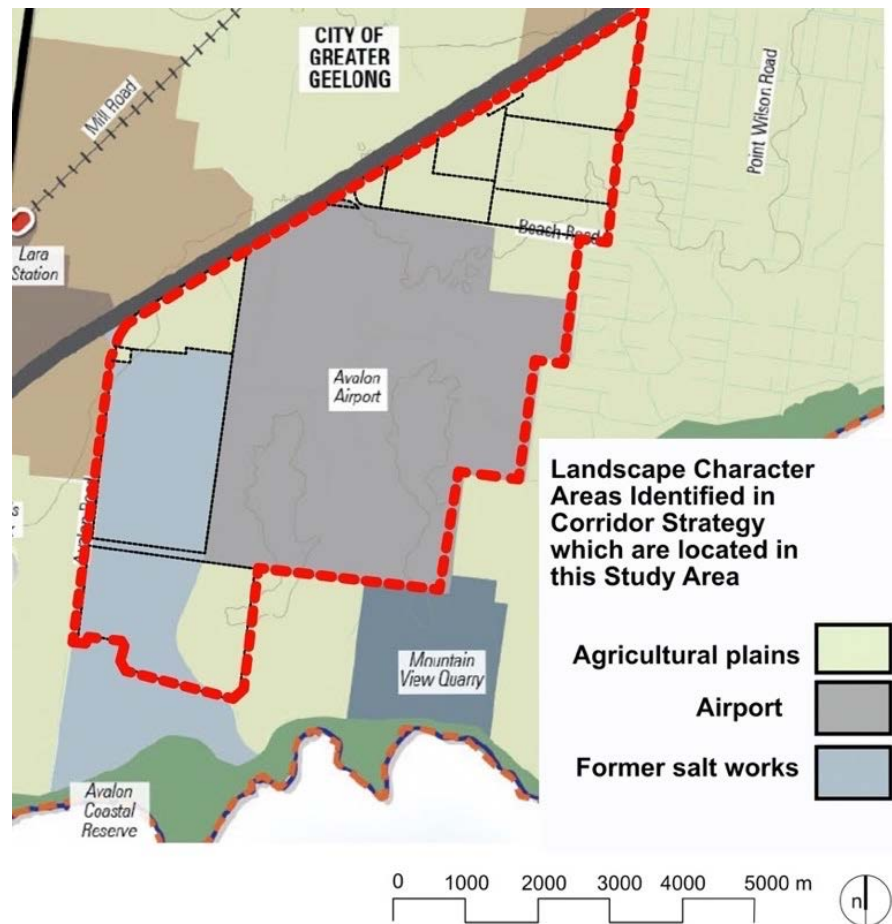 CITY OF
GREATER
GEELONG
Mill Road
Point Wilson Road
Lara
Station
Beach Road
Avalon
Airport
Avalon Road
Mountain
View Quarry
Avalon
Coastal
Reserve
Landscape Character
Areas Identified in
Corridor Strategy
which are located in
this Study Area
Agricultural plains
Airport
Former salt works
0 1000 2000 3000 4000 5000 m
n